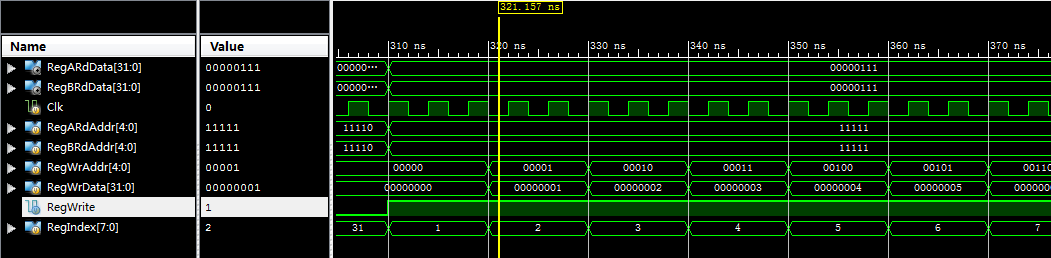 321.157 ns
Name Value 310 ns 320 ns 330 ns 340 ns 350 ns 360 ns 370 ns
RegARdData[31:0] 00000111 00000··· 00000111
RegBRdData[31:0] 00000111 00000··· 00000111
Clk 0
RegARdAddr[4:0] 11111 11110 11111
RegBRdAddr[4:0] 11111 11110 11111
RegWrAddr[4:0] 00001 00000 00001 00010 00011 00100 00101 00110
RegWrData[31:0] 00000001 00000000 00000001 00000002 00000003 00000004 00000005 0000000
RegWrite 1
RegIndex[7:0] 2 31 1 2 3 4 5 6 7